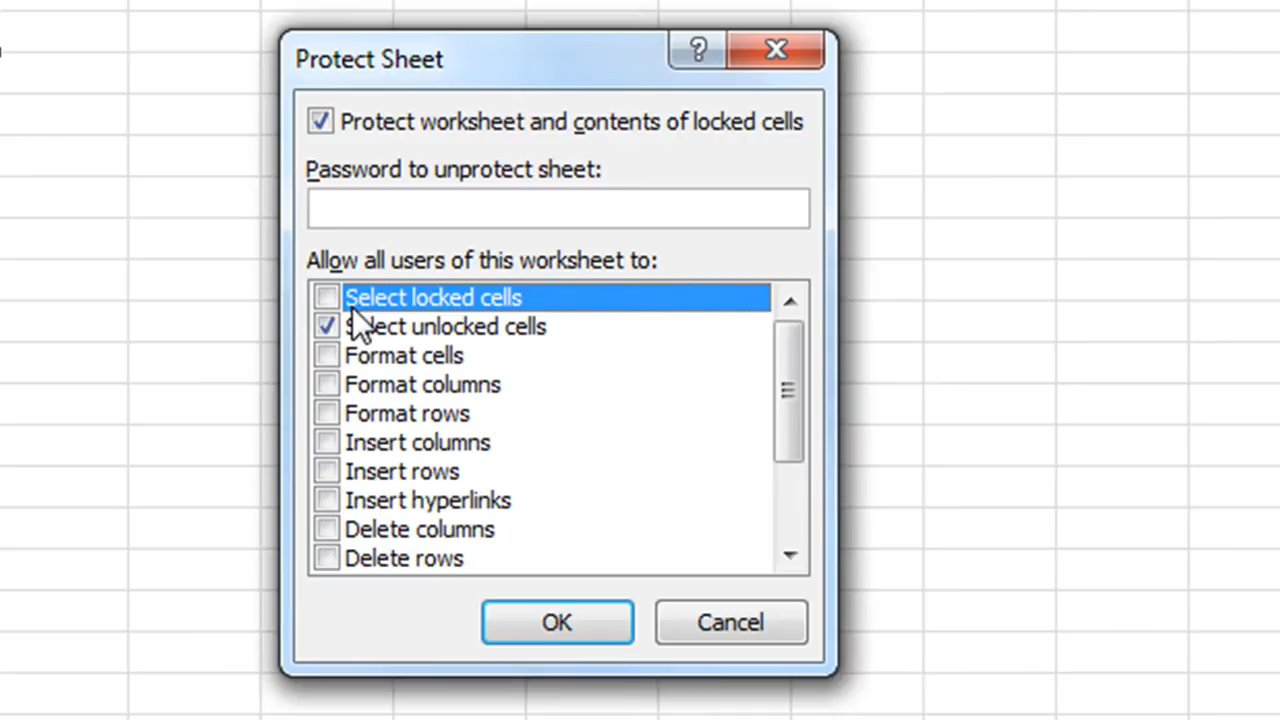 Protect Sheet
Protect worksheet and contents of locked cells
Password to unprotect sheet:
Allow all users of this worksheet to:
Select locked cells
Select unlocked cells
Format cells
Format columns
Format rows
Insert columns
Insert rows
Insert hyperlinks
Delete columns
Delete rows
OK Cancel